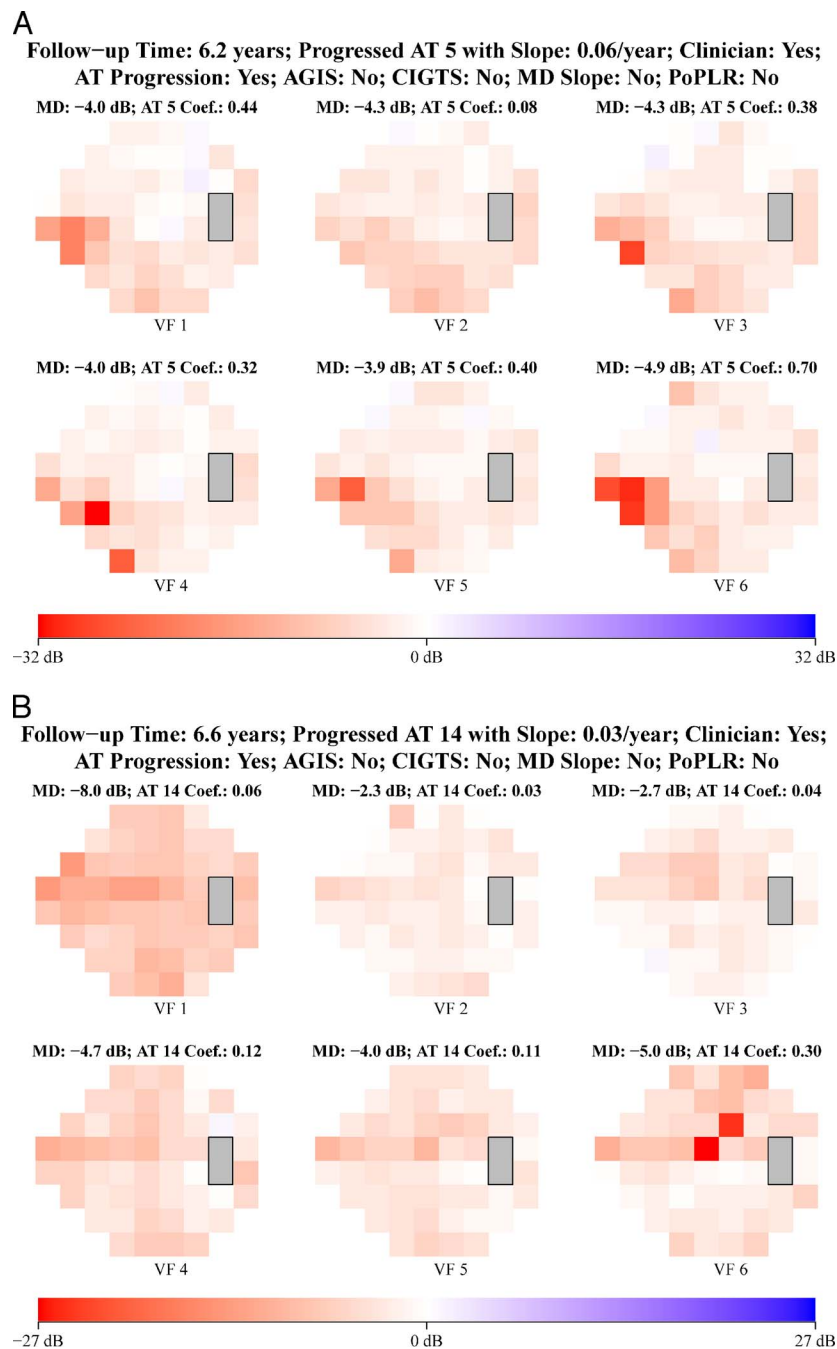 A
Follow−up Time: 6.2 years; Progressed AT 5 with Slope: 0.06/year; Clinician: Yes;
AT Progression: Yes; AGIS: No; CIGTS: No; MD Slope: No; PoPLR: No
MD: −4.0 dB; AT 5 Coef.: 0.44
MD: −4.3 dB; AT 5 Coef.: 0.08
MD: −4.3 dB; AT 5 Coef.: 0.38
VF 1
VF 2
VF 3
MD: −4.0 dB; AT 5 Coef.: 0.32
MD: −3.9 dB; AT 5 Coef.: 0.40
MD: −4.9 dB; AT 5 Coef.: 0.70
VF 4
VF 5
VF 6
−32 dB
0 dB
32 dB
B
Follow−up Time: 6.6 years; Progressed AT 14 with Slope: 0.03/year; Clinician: Yes;
AT Progression: Yes; AGIS: No; CIGTS: No; MD Slope: No; PoPLR: No
MD: −8.0 dB; AT 14 Coef.: 0.06
MD: −2.3 dB; AT 14 Coef.: 0.03
MD: −2.7 dB; AT 14 Coef.: 0.04
VF 1
VF 2
VF 3
MD: −4.7 dB; AT 14 Coef.: 0.12
MD: −4.0 dB; AT 14 Coef.: 0.11
MD: −5.0 dB; AT 14 Coef.: 0.30
VF 4
VF 5
VF 6
−27 dB
0 dB
27 dB